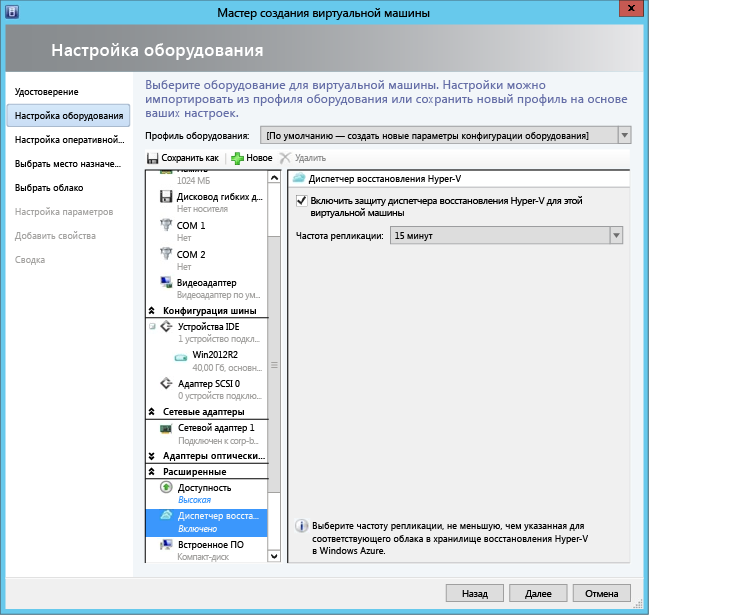 Мастер создания виртуальной машины
Настройка оборудования
Удостоверение
Настройка оборудования
Настройка оперативной...
Выбрать место назначе...
Выбрать облако
Настройка параметров
Добавить свойства
Сводка
Выберите оборудование для виртуальной машины. Настройки можно
импортировать из профиля оборудования или сохранить новый профиль на основе
ваших настроек.
Профиль оборудования: [По умолчанию — создать новые параметры конфигурации оборудования]
Сохранить как Новое Удалить
Память
1024 МБ
Дисковод гибких д...
Нет носителя
COM 1
Нет
COM 2
Нет
Видеоадаптер
Видеоадаптер по ум...
Конфигурация шины
Устройства IDE
1 устройство подкл...
Win2012R2
40,00 Гб, основн...
Адаптер SCSI 0
0 устройств подклю...
Сетевые адаптеры
Сетевой адаптер 1
Подключен к corp-b...
Адаптеры оптически...
Расширенные
Доступность
Высокая
Диспетчер восста...
Включено
Встроенное ПО
Компакт-диск
Диспетчер восстановления Hyper-V
Включить защиту диспетчера восстановления Hyper-V для этой
виртуальной машины
Частота репликации: 15 минут
Выберите частоту репликации, не меньшую, чем указанная для
соответствующего облака в хранилище восстановления Hyper-V
в Windows Azure.
Назад Далее Отмена